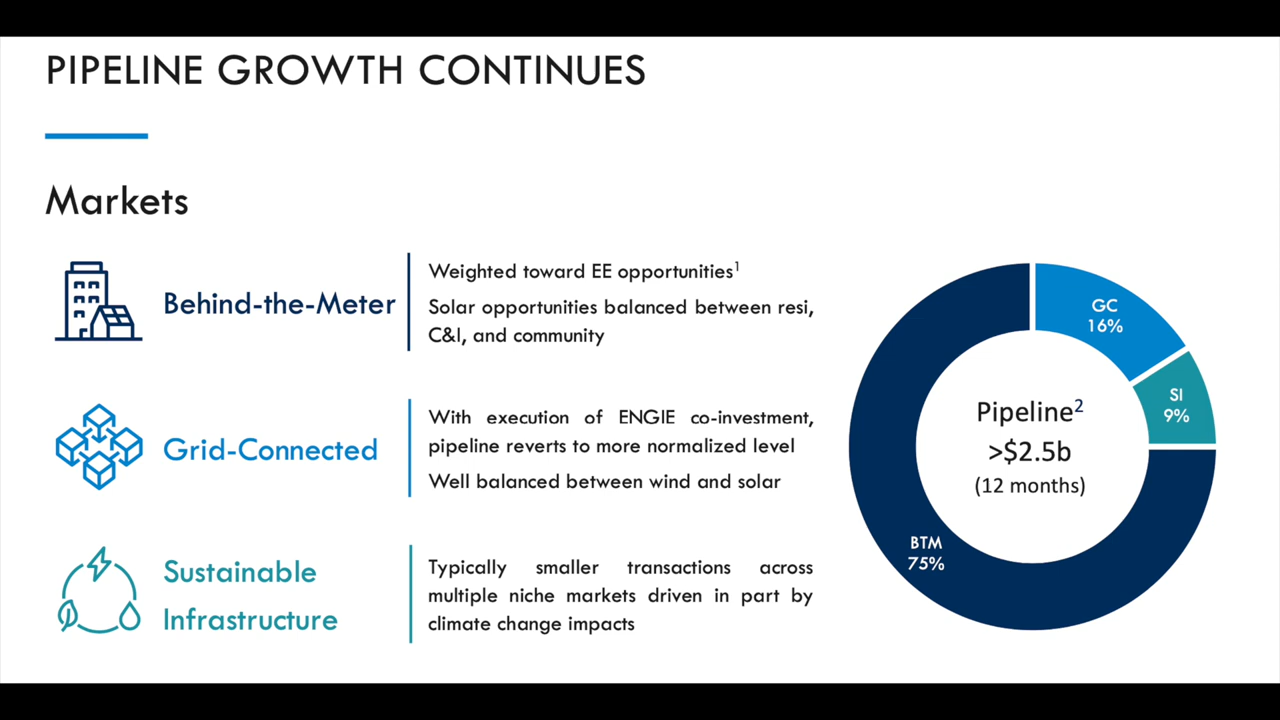 PIPELINE GROWTH CONTINUES
Markets
Behind-the-Meter
Weighted toward EE opportunities¹
Solar opportunities balanced between resi,
C&I, and community
Grid-Connected
With execution of ENGIE co-investment,
pipeline reverts to more normalized level
Well balanced between wind and solar
Sustainable
Infrastructure
Typically smaller transactions across
multiple niche markets driven in part by
climate change impacts
GC
16%
SI
9%
Pipeline²
>$2.5b
(12 months)
BTM
75%